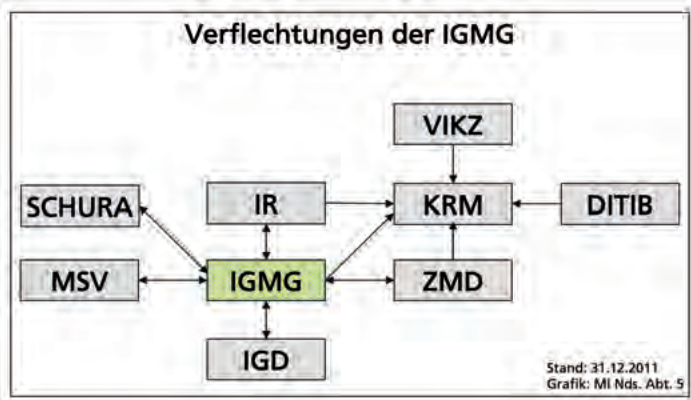 Verflechtungen der IGMG
VIKZ
SCHURA
IR
KRM
DITIB
MSV
IGMG
ZMD
IGD
Stand: 31.12.2011
Grafik: MI Nds. Abt. 5